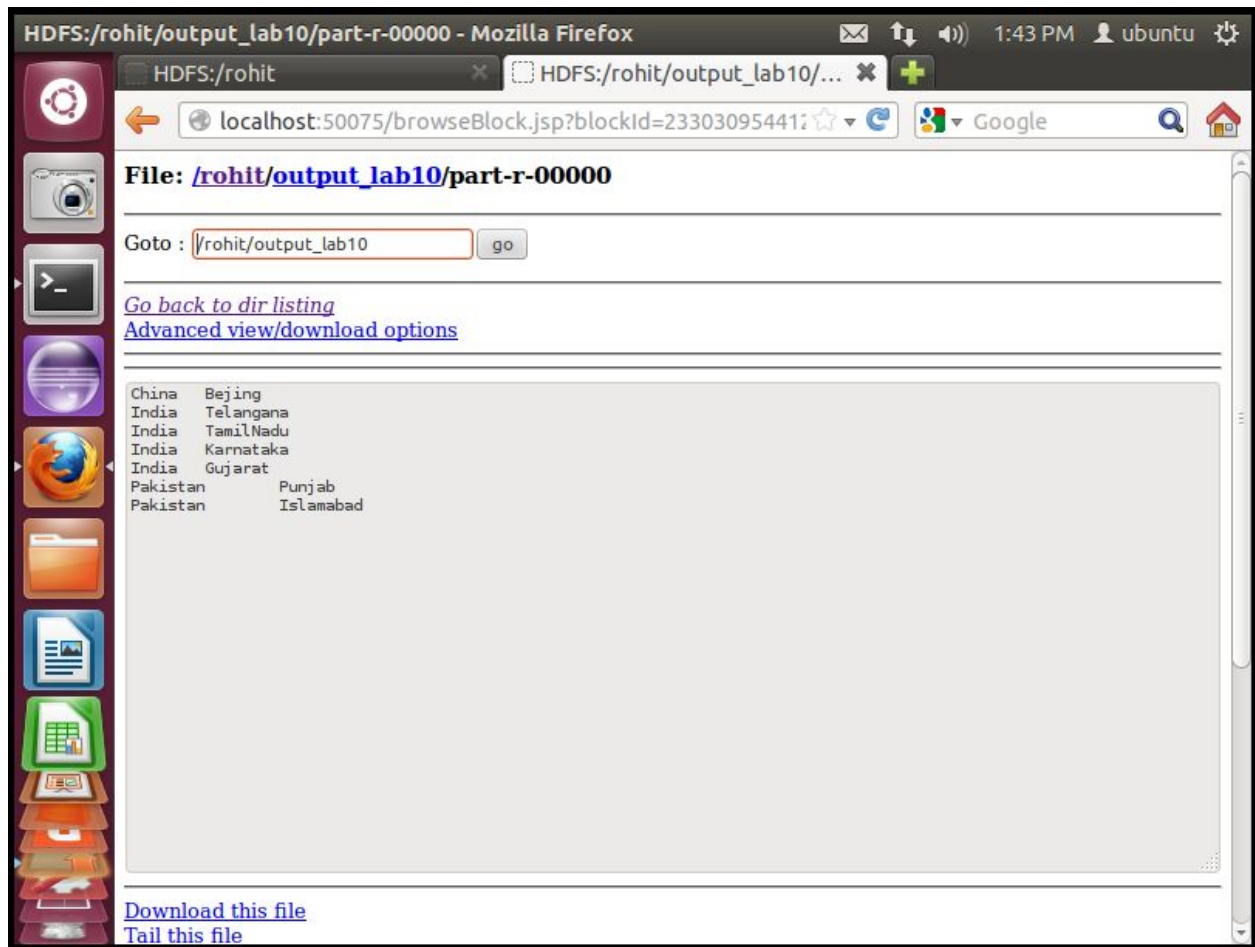 HDFS:/rohit/output_lab10/part-r-00000 - Mozilla Firefox 1:43 PM ubuntu
HDFS:/rohit HDFS:/rohit/output_lab10/...
localhost:50075/browseBlock.jsp?blockId=233030954412 Google
File: /rohit/output_lab10/part-r-00000
Goto : /rohit/output_lab10 go
Go back to dir listing
Advanced view/download options
China Bejing
India Telangana
India TamilNadu
India Karnataka
India Gujarat
Pakistan Punjab
Pakistan Islamabad
Download this file
Tail this file